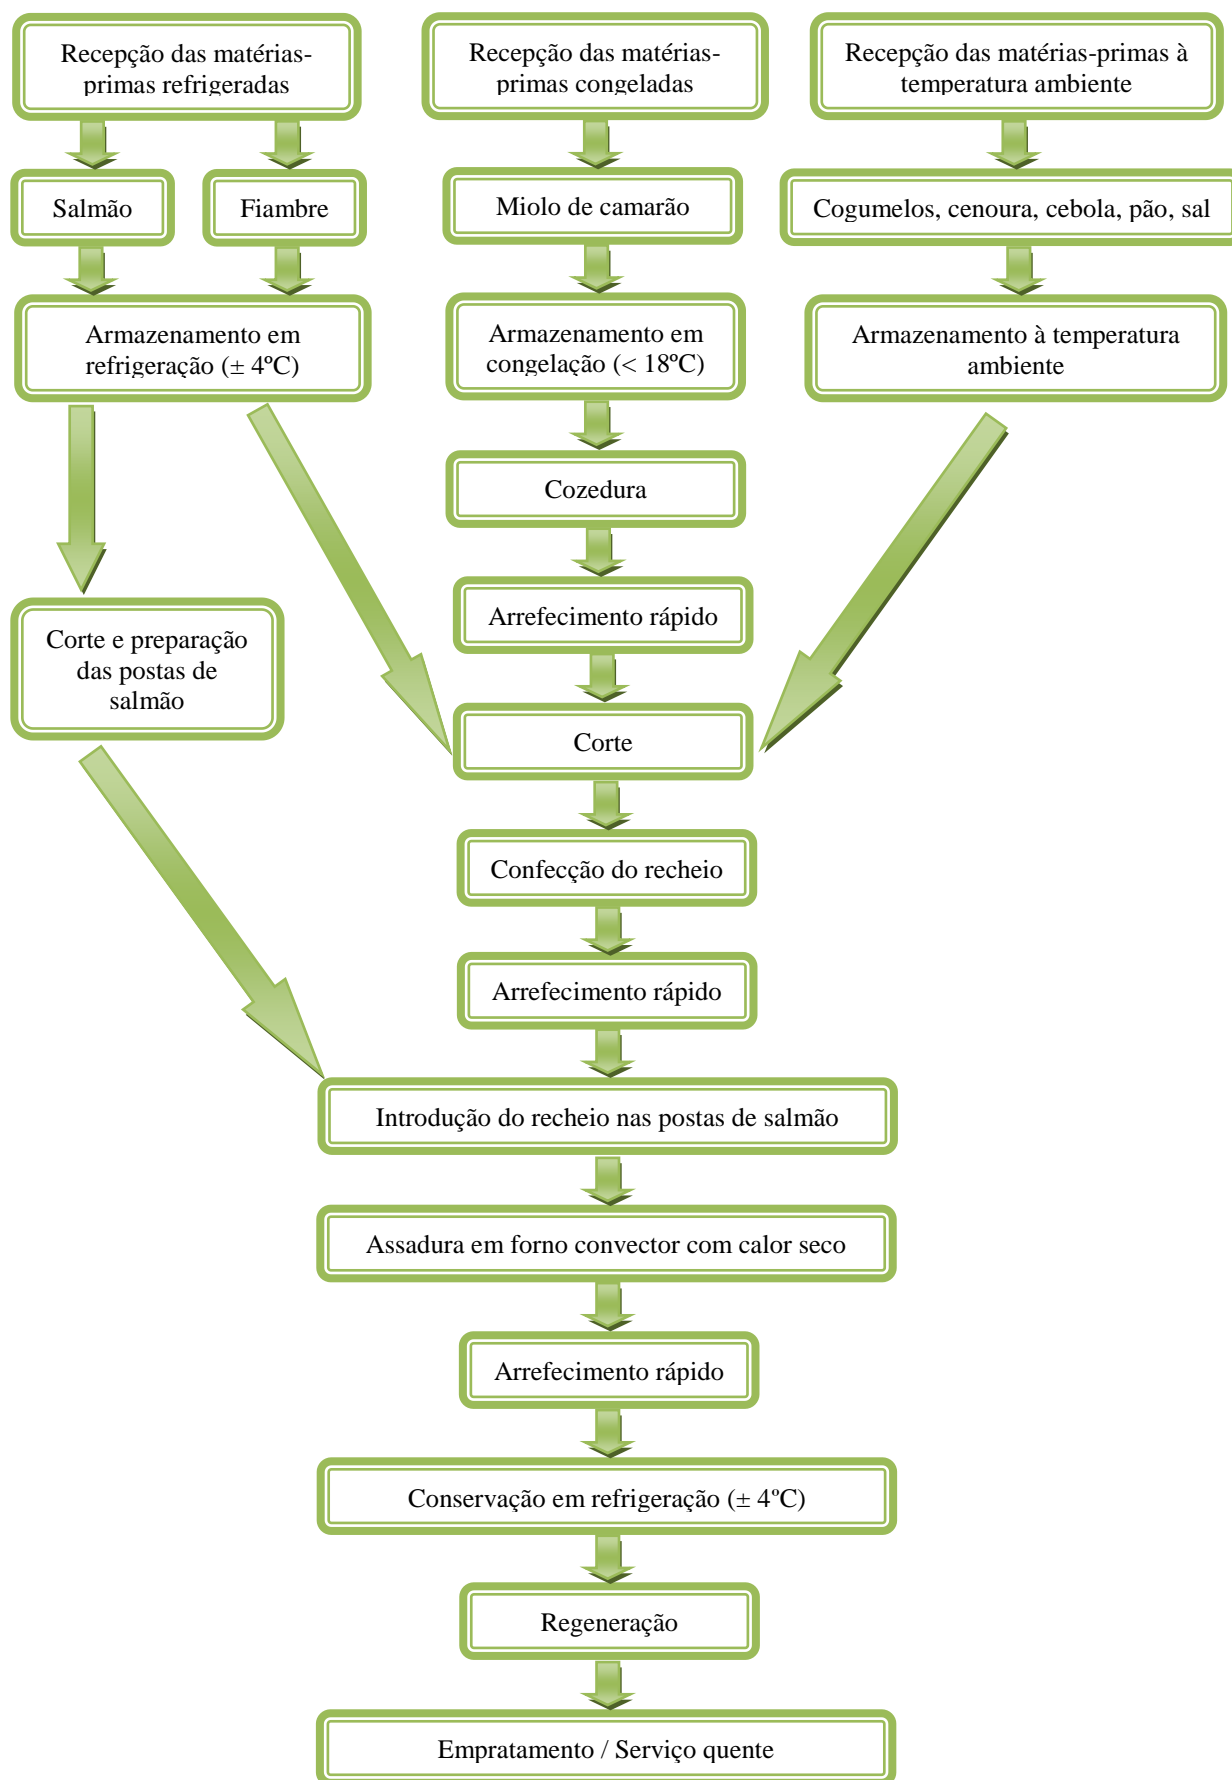 Recepção das matérias-
primas refrigeradas
Recepção das matérias-
primas congeladas
Recepção das matérias-primas à
temperatura ambiente
Salmão
Fiambre
Miolo de camarão
Cogumelos, cenoura, cebola, pão, sal
Armazenamento em
refrigeração (± 4ºC)
Armazenamento em
congelação (< 18ºC)
Armazenamento à temperatura
ambiente
Cozedura
Arrefecimento rápido
Corte e preparação
das postas de
salmão
Corte
Confecção do recheio
Arrefecimento rápido
Introdução do recheio nas postas de salmão
Assadura em forno convector com calor seco
Arrefecimento rápido
Conservação em refrigeração (± 4ºC)
Regeneração
Empratamento / Serviço quente